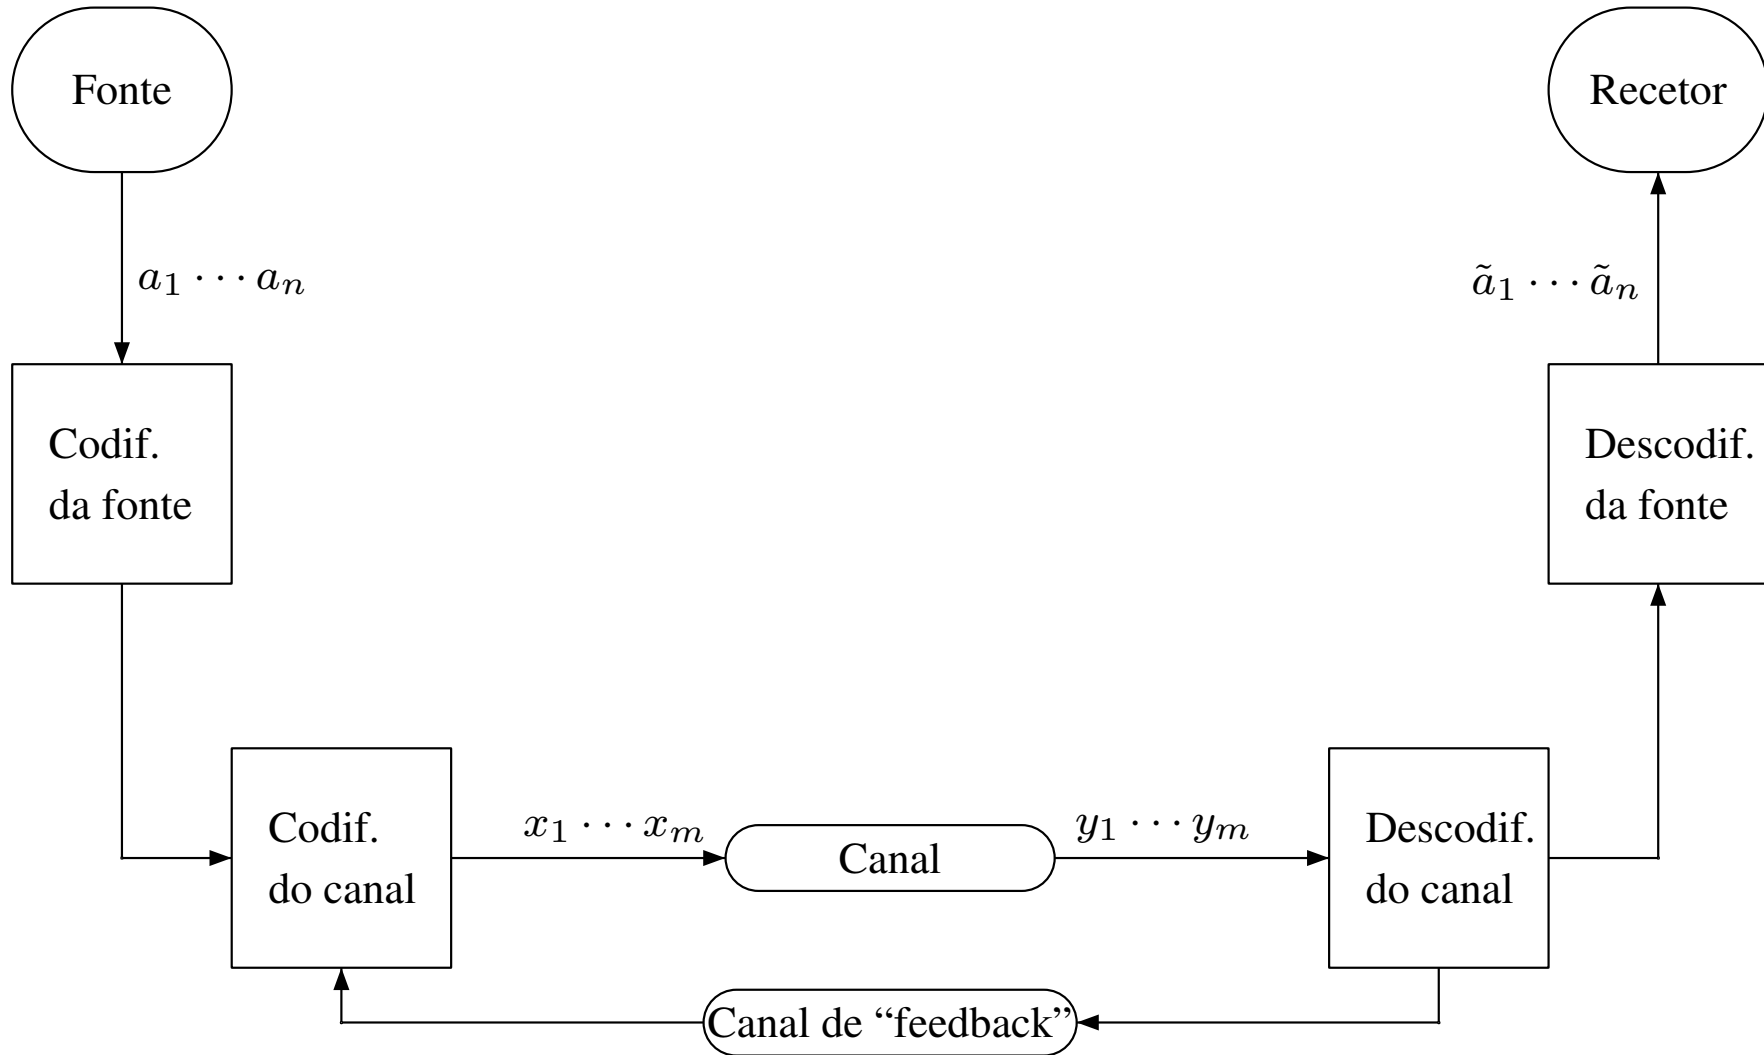 Fonte
Recetor
a₁ ⋯ aₙ
ã₁ ⋯ ãₙ
Codif.
da fonte
Descodif.
da fonte
Codif.
do canal
x₁ ⋯ xₘ
Canal
y₁ ⋯ yₘ
Descodif.
do canal
Canal de “feedback”